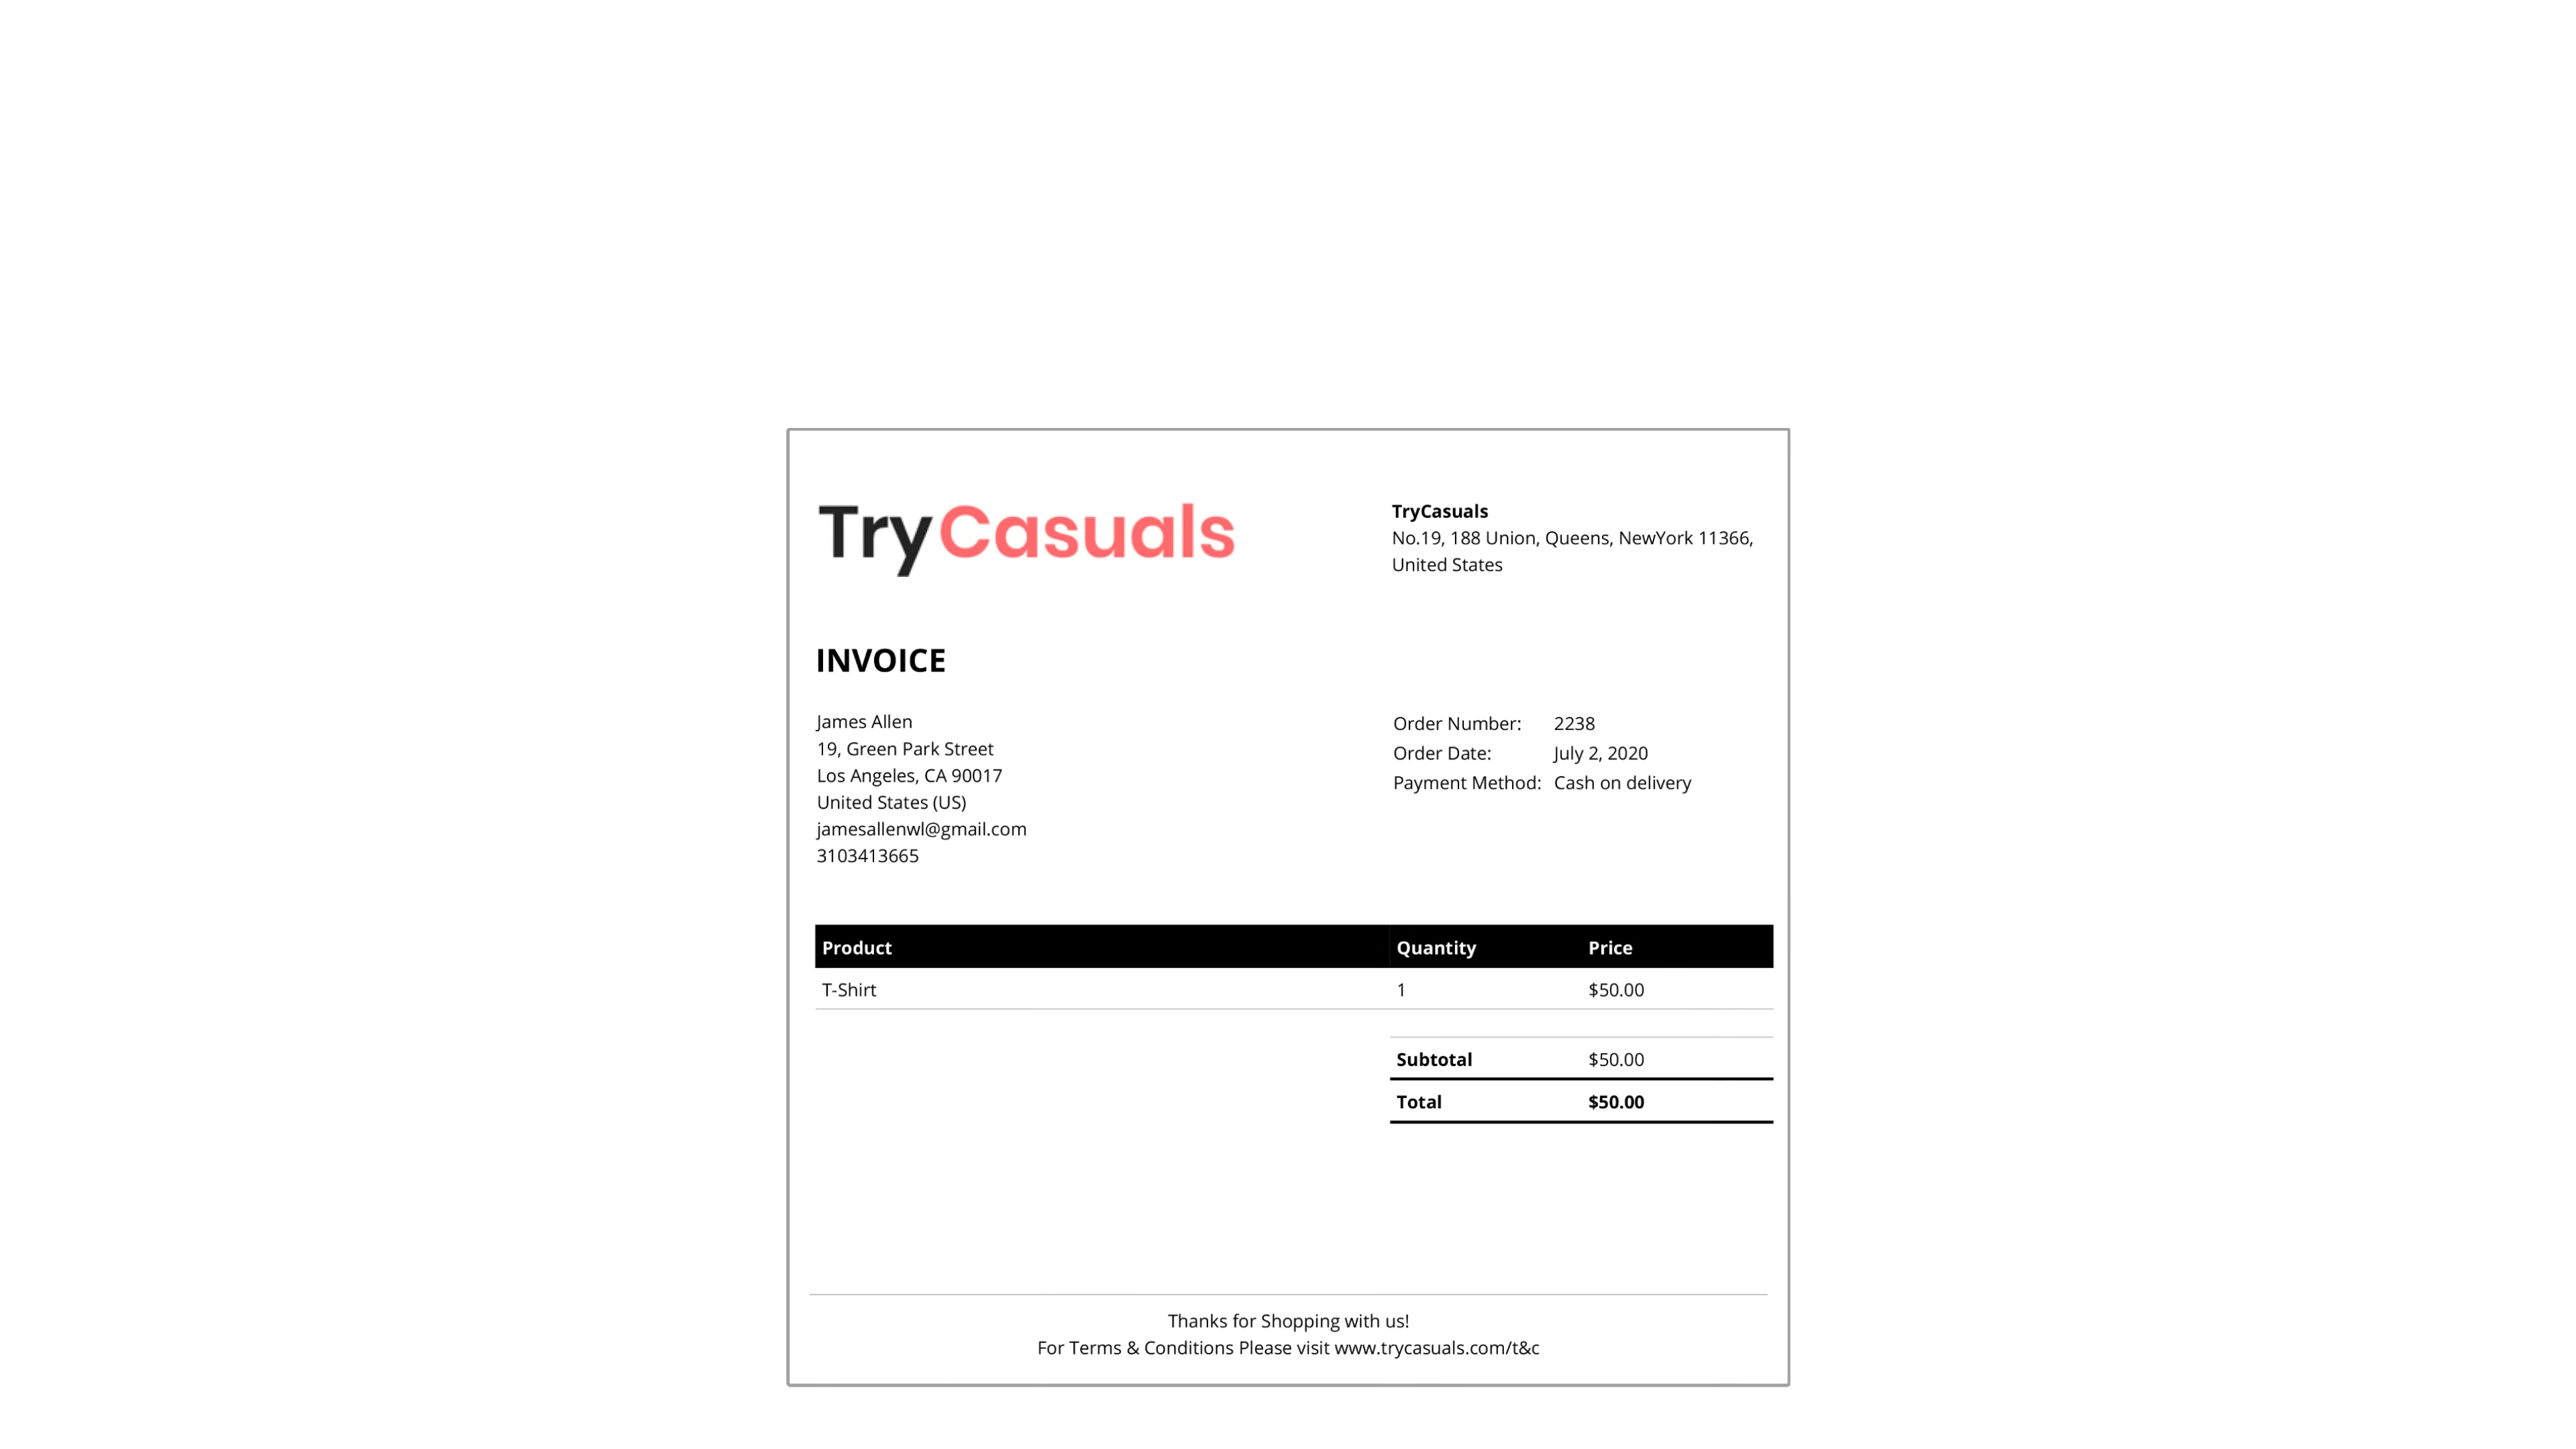 TryCasuals
TryCasuals
No.19, 188 Union, Queens, NewYork 11366,
United States
INVOICE
James Allen
19, Green Park Street
Los Angeles, CA 90017
United States (US)
jamesallenwl@gmail.com
3103413665
Order Number: 2238
Order Date: July 2, 2020
Payment Method: Cash on delivery
Product Quantity Price
T-Shirt 1 $50.00
Subtotal $50.00
Total $50.00
Thanks for Shopping with us!
For Terms & Conditions Please visit www.trycasuals.com/t&c